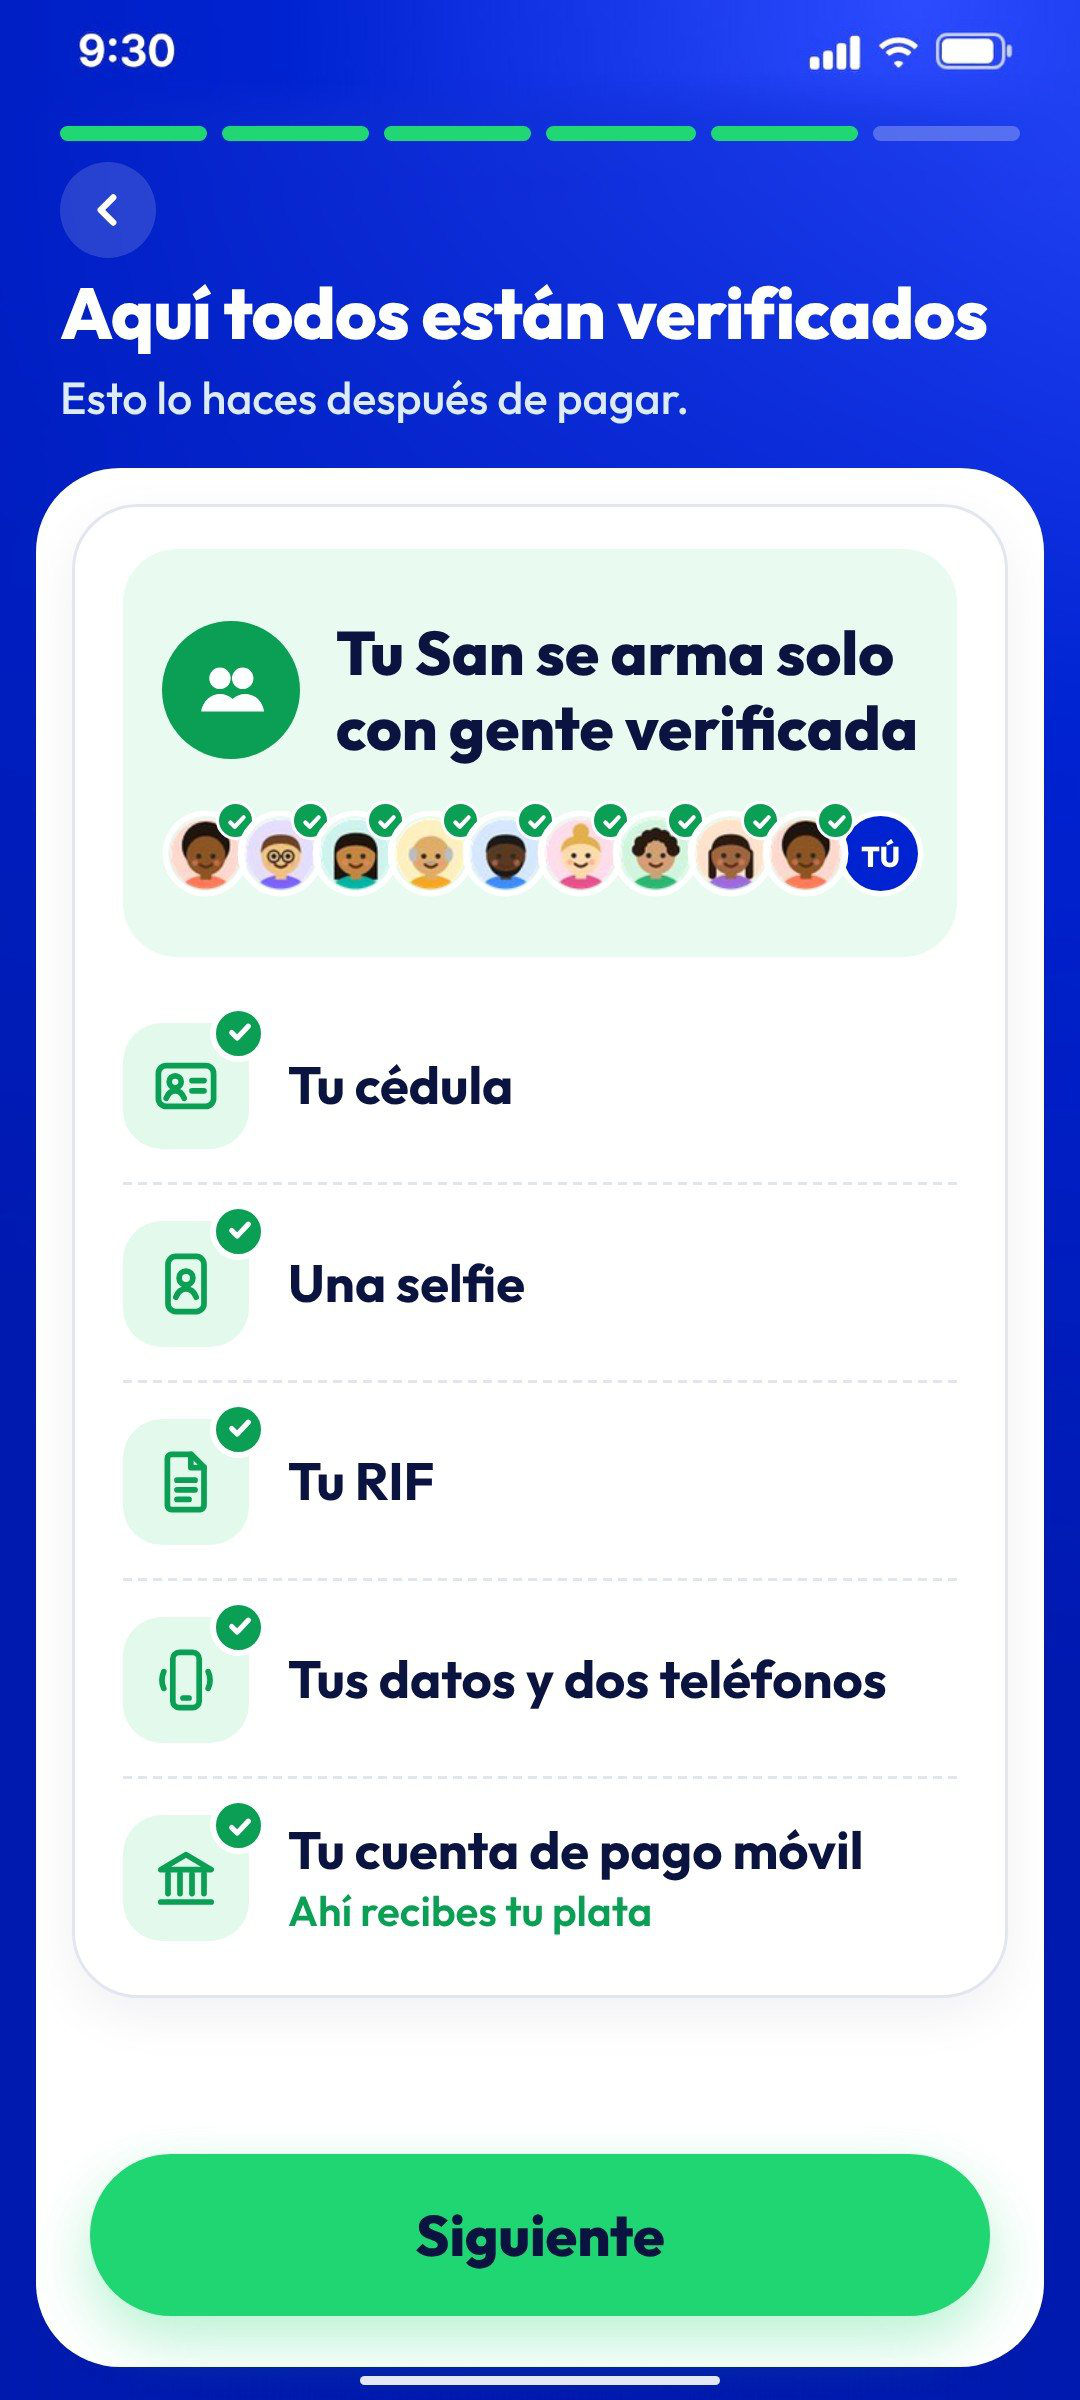 9:30
Aquí todos están verificados
Esto lo haces después de pagar.
Tu San se arma solo
con gente verificada
TÚ
Tu cédula
Una selfie
Tu RIF
Tus datos y dos teléfonos
Tu cuenta de pago móvil
Ahí recibes tu plata
Siguiente